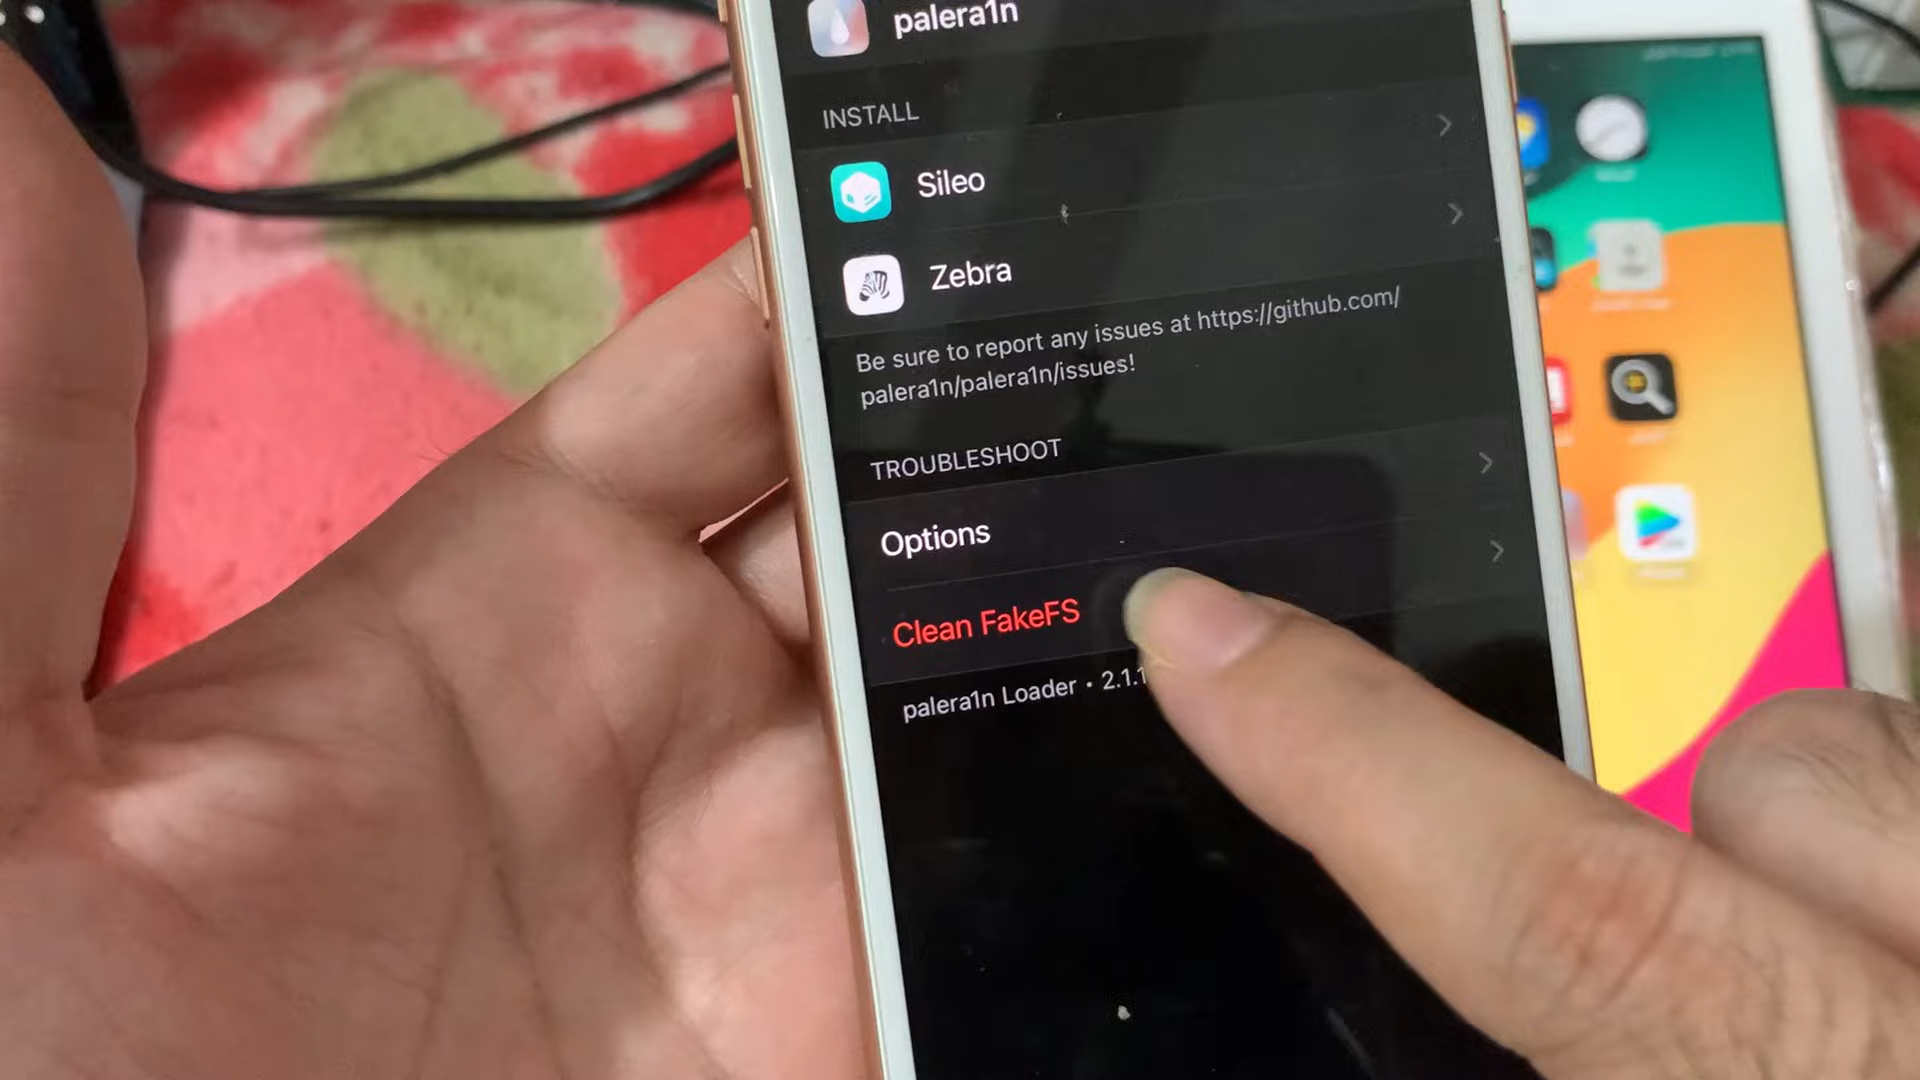 palera1n
INSTALL
Sileo
Zebra
Be sure to report any issues at https://github.com/
palera1n/palera1n/issues!
TROUBLESHOOT
Options
Clean FakeFS
palera1n Loader • 2.1.1